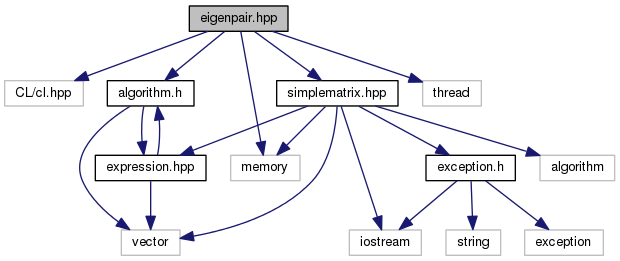 eigenpair.hpp
CL/cl.hpp
algorithm.h
simplematrix.hpp
thread
expression.hpp
memory
exception.h
algorithm
vector
iostream
string
exception